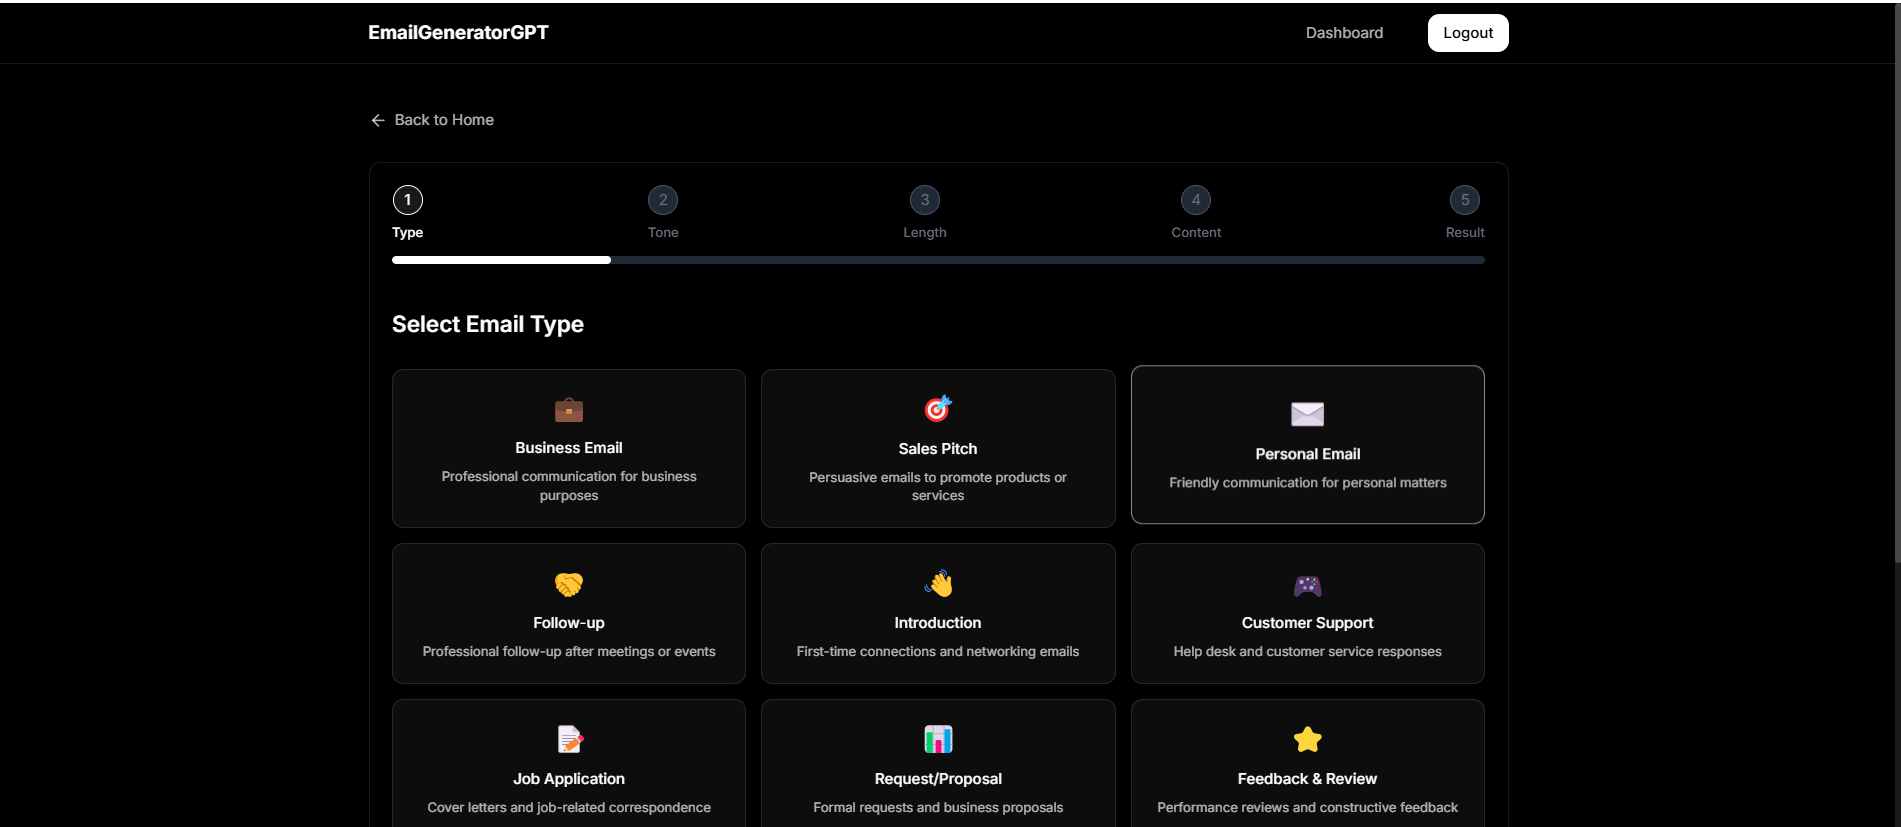 EmailGeneratorGPT
Dashboard
Logout
Back to Home
1
2
3
4
5
Type
Tone
Length
Content
Result
Select Email Type
Business Email
Professional communication for business
purposes
Sales Pitch
Persuasive emails to promote products or
services
Personal Email
Friendly communication for personal matters
Follow-up
Professional follow-up after meetings or events
Introduction
First-time connections and networking emails
Customer Support
Help desk and customer service responses
Job Application
Cover letters and job-related correspondence
Request/Proposal
Formal requests and business proposals
Feedback & Review
Performance reviews and constructive feedback